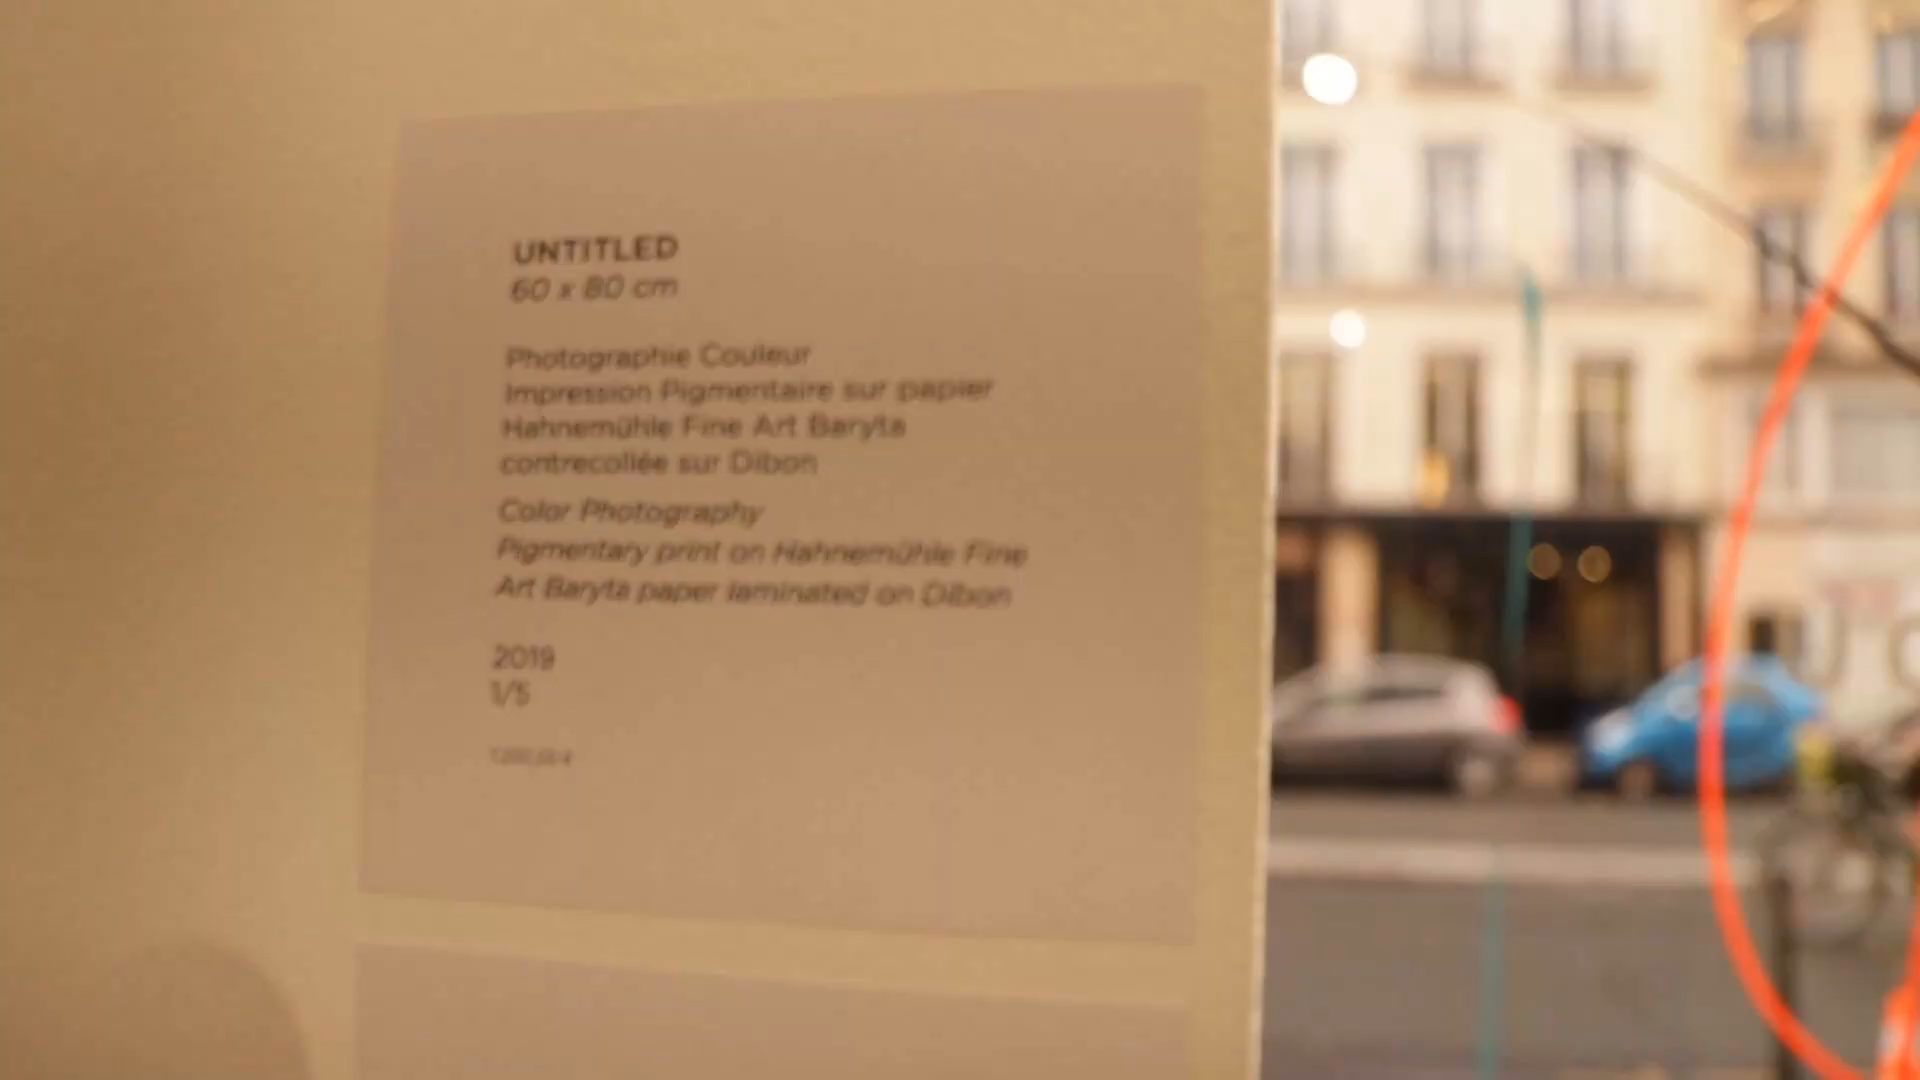 UNTITLED
60 x 80 cm
Photographie Couleur
Impression Pigmentaire sur papier
Hahnemühle Fine Art Baryta
contrecollée sur Dibon
Color Photography
Pigmentary print on Hahnemühle Fine
Art Baryta paper laminated on Dibon
2019
1/5